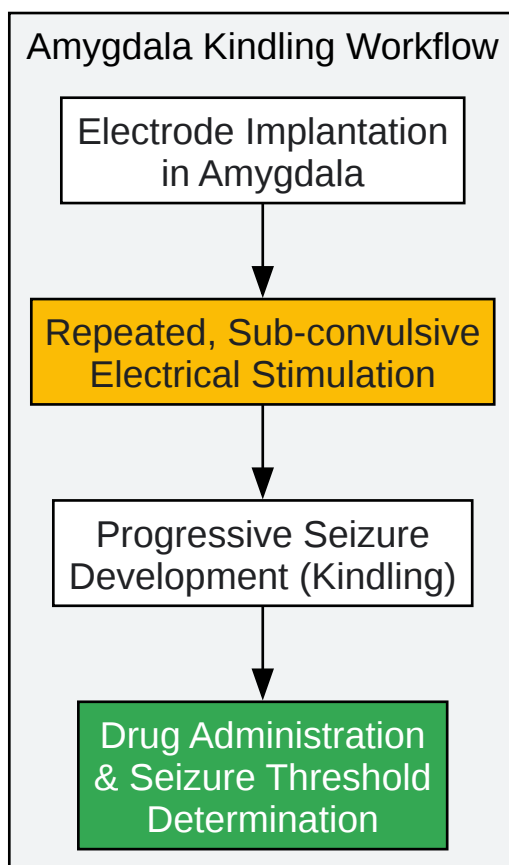 Amygdala Kindling Workflow
Electrode Implantation
in Amygdala
Repeated, Sub-convulsive
Electrical Stimulation
Progressive Seizure
Development (Kindling)
Drug Administration
& Seizure Threshold
Determination